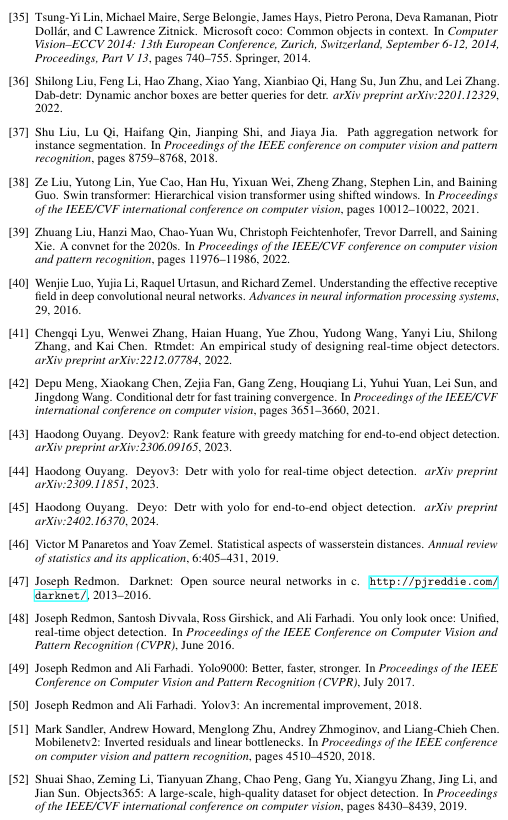 [35] Tsung-Yi Lin, Michael Maire, Serge Belongie, James Hays, Pietro Perona, Deva Ramanan, Piotr
Dollár, and C Lawrence Zitnick. Microsoft coco: Common objects in context. In Computer
Vision–ECCV 2014: 13th European Conference, Zurich, Switzerland, September 6-12, 2014,
Proceedings, Part V 13, pages 740–755. Springer, 2014.
[36] Shilong Liu, Feng Li, Hao Zhang, Xiao Yang, Xianbiao Qi, Hang Su, Jun Zhu, and Lei Zhang.
Dab-detr: Dynamic anchor boxes are better queries for detr. arXiv preprint arXiv:2201.12329,
2022.
[37] Shu Liu, Lu Qi, Haifang Qin, Jianping Shi, and Jiaya Jia. Path aggregation network for
instance segmentation. In Proceedings of the IEEE conference on computer vision and pattern
recognition, pages 8759–8768, 2018.
[38] Ze Liu, Yutong Lin, Yue Cao, Han Hu, Yixuan Wei, Zheng Zhang, Stephen Lin, and Baining
Guo. Swin transformer: Hierarchical vision transformer using shifted windows. In Proceedings
of the IEEE/CVF international conference on computer vision, pages 10012–10022, 2021.
[39] Zhuang Liu, Hanzi Mao, Chao-Yuan Wu, Christoph Feichtenhofer, Trevor Darrell, and Saining
Xie. A convnet for the 2020s. In Proceedings of the IEEE/CVF conference on computer vision
and pattern recognition, pages 11976–11986, 2022.
[40] Wenjie Luo, Yujia Li, Raquel Urtasun, and Richard Zemel. Understanding the effective receptive
field in deep convolutional neural networks. Advances in neural information processing systems,
29, 2016.
[41] Chengqi Lyu, Wenwei Zhang, Haian Huang, Yue Zhou, Yudong Wang, Yanyi Liu, Shilong
Zhang, and Kai Chen. Rtmdet: An empirical study of designing real-time object detectors.
arXiv preprint arXiv:2212.07784, 2022.
[42] Depu Meng, Xiaokang Chen, Zejia Fan, Gang Zeng, Houqiang Li, Yuhui Yuan, Lei Sun, and
Jingdong Wang. Conditional detr for fast training convergence. In Proceedings of the IEEE/CVF
international conference on computer vision, pages 3651–3660, 2021.
[43] Haodong Ouyang. Deyov2: Rank feature with greedy matching for end-to-end object detection.
arXiv preprint arXiv:2306.09165, 2023.
[44] Haodong Ouyang. Deyov3: Detr with yolo for real-time object detection. arXiv preprint
arXiv:2309.11851, 2023.
[45] Haodong Ouyang. Deyo: Detr with yolo for end-to-end object detection. arXiv preprint
arXiv:2402.16370, 2024.
[46] Victor M Panaretos and Yoav Zemel. Statistical aspects of wasserstein distances. Annual review
of statistics and its application, 6:405–431, 2019.
[47] Joseph Redmon. Darknet: Open source neural networks in c. http://pjreddie.com/
darknet/, 2013–2016.
[48] Joseph Redmon, Santosh Divvala, Ross Girshick, and Ali Farhadi. You only look once: Unified,
real-time object detection. In Proceedings of the IEEE Conference on Computer Vision and
Pattern Recognition (CVPR), June 2016.
[49] Joseph Redmon and Ali Farhadi. Yolo9000: Better, faster, stronger. In Proceedings of the IEEE
Conference on Computer Vision and Pattern Recognition (CVPR), July 2017.
[50] Joseph Redmon and Ali Farhadi. Yolov3: An incremental improvement, 2018.
[51] Mark Sandler, Andrew Howard, Menglong Zhu, Andrey Zhmoginov, and Liang-Chieh Chen.
Mobilenetv2: Inverted residuals and linear bottlenecks. In Proceedings of the IEEE conference
on computer vision and pattern recognition, pages 4510–4520, 2018.
[52] Shuai Shao, Zeming Li, Tianyuan Zhang, Chao Peng, Gang Yu, Xiangyu Zhang, Jing Li, and
Jian Sun. Objects365: A large-scale, high-quality dataset for object detection. In Proceedings of
the IEEE/CVF international conference on computer vision, pages 8430–8439, 2019.